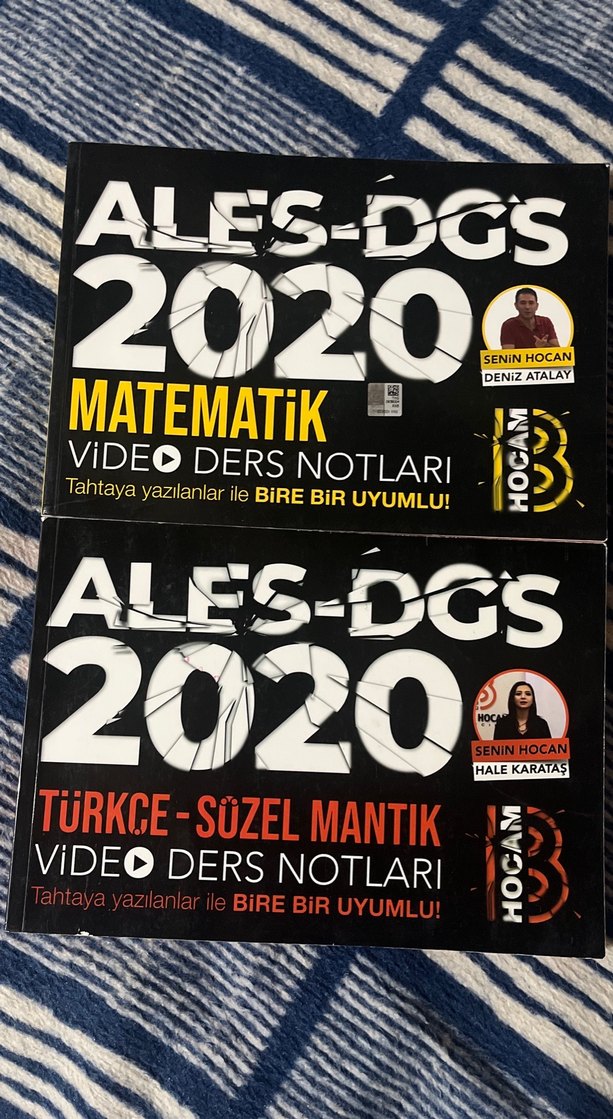 ALES-DGS
2020
SENİN HOCAN
DENİZ ATALAY
MATEMATİK
VİDEO DERS NOTLARI
Tahtaya yazılanlar ile BİRE BİR UYUMLU!
HOCAM
ALES-DGS
2020
HOCAM
SENİN HOCAN
HALE KARATAŞ
TÜRKÇE - SÖZEL MANTIK
VİDEO DERS NOTLARI
Tahtaya yazılanlar ile BİRE BİR UYUMLU!
HOCAM